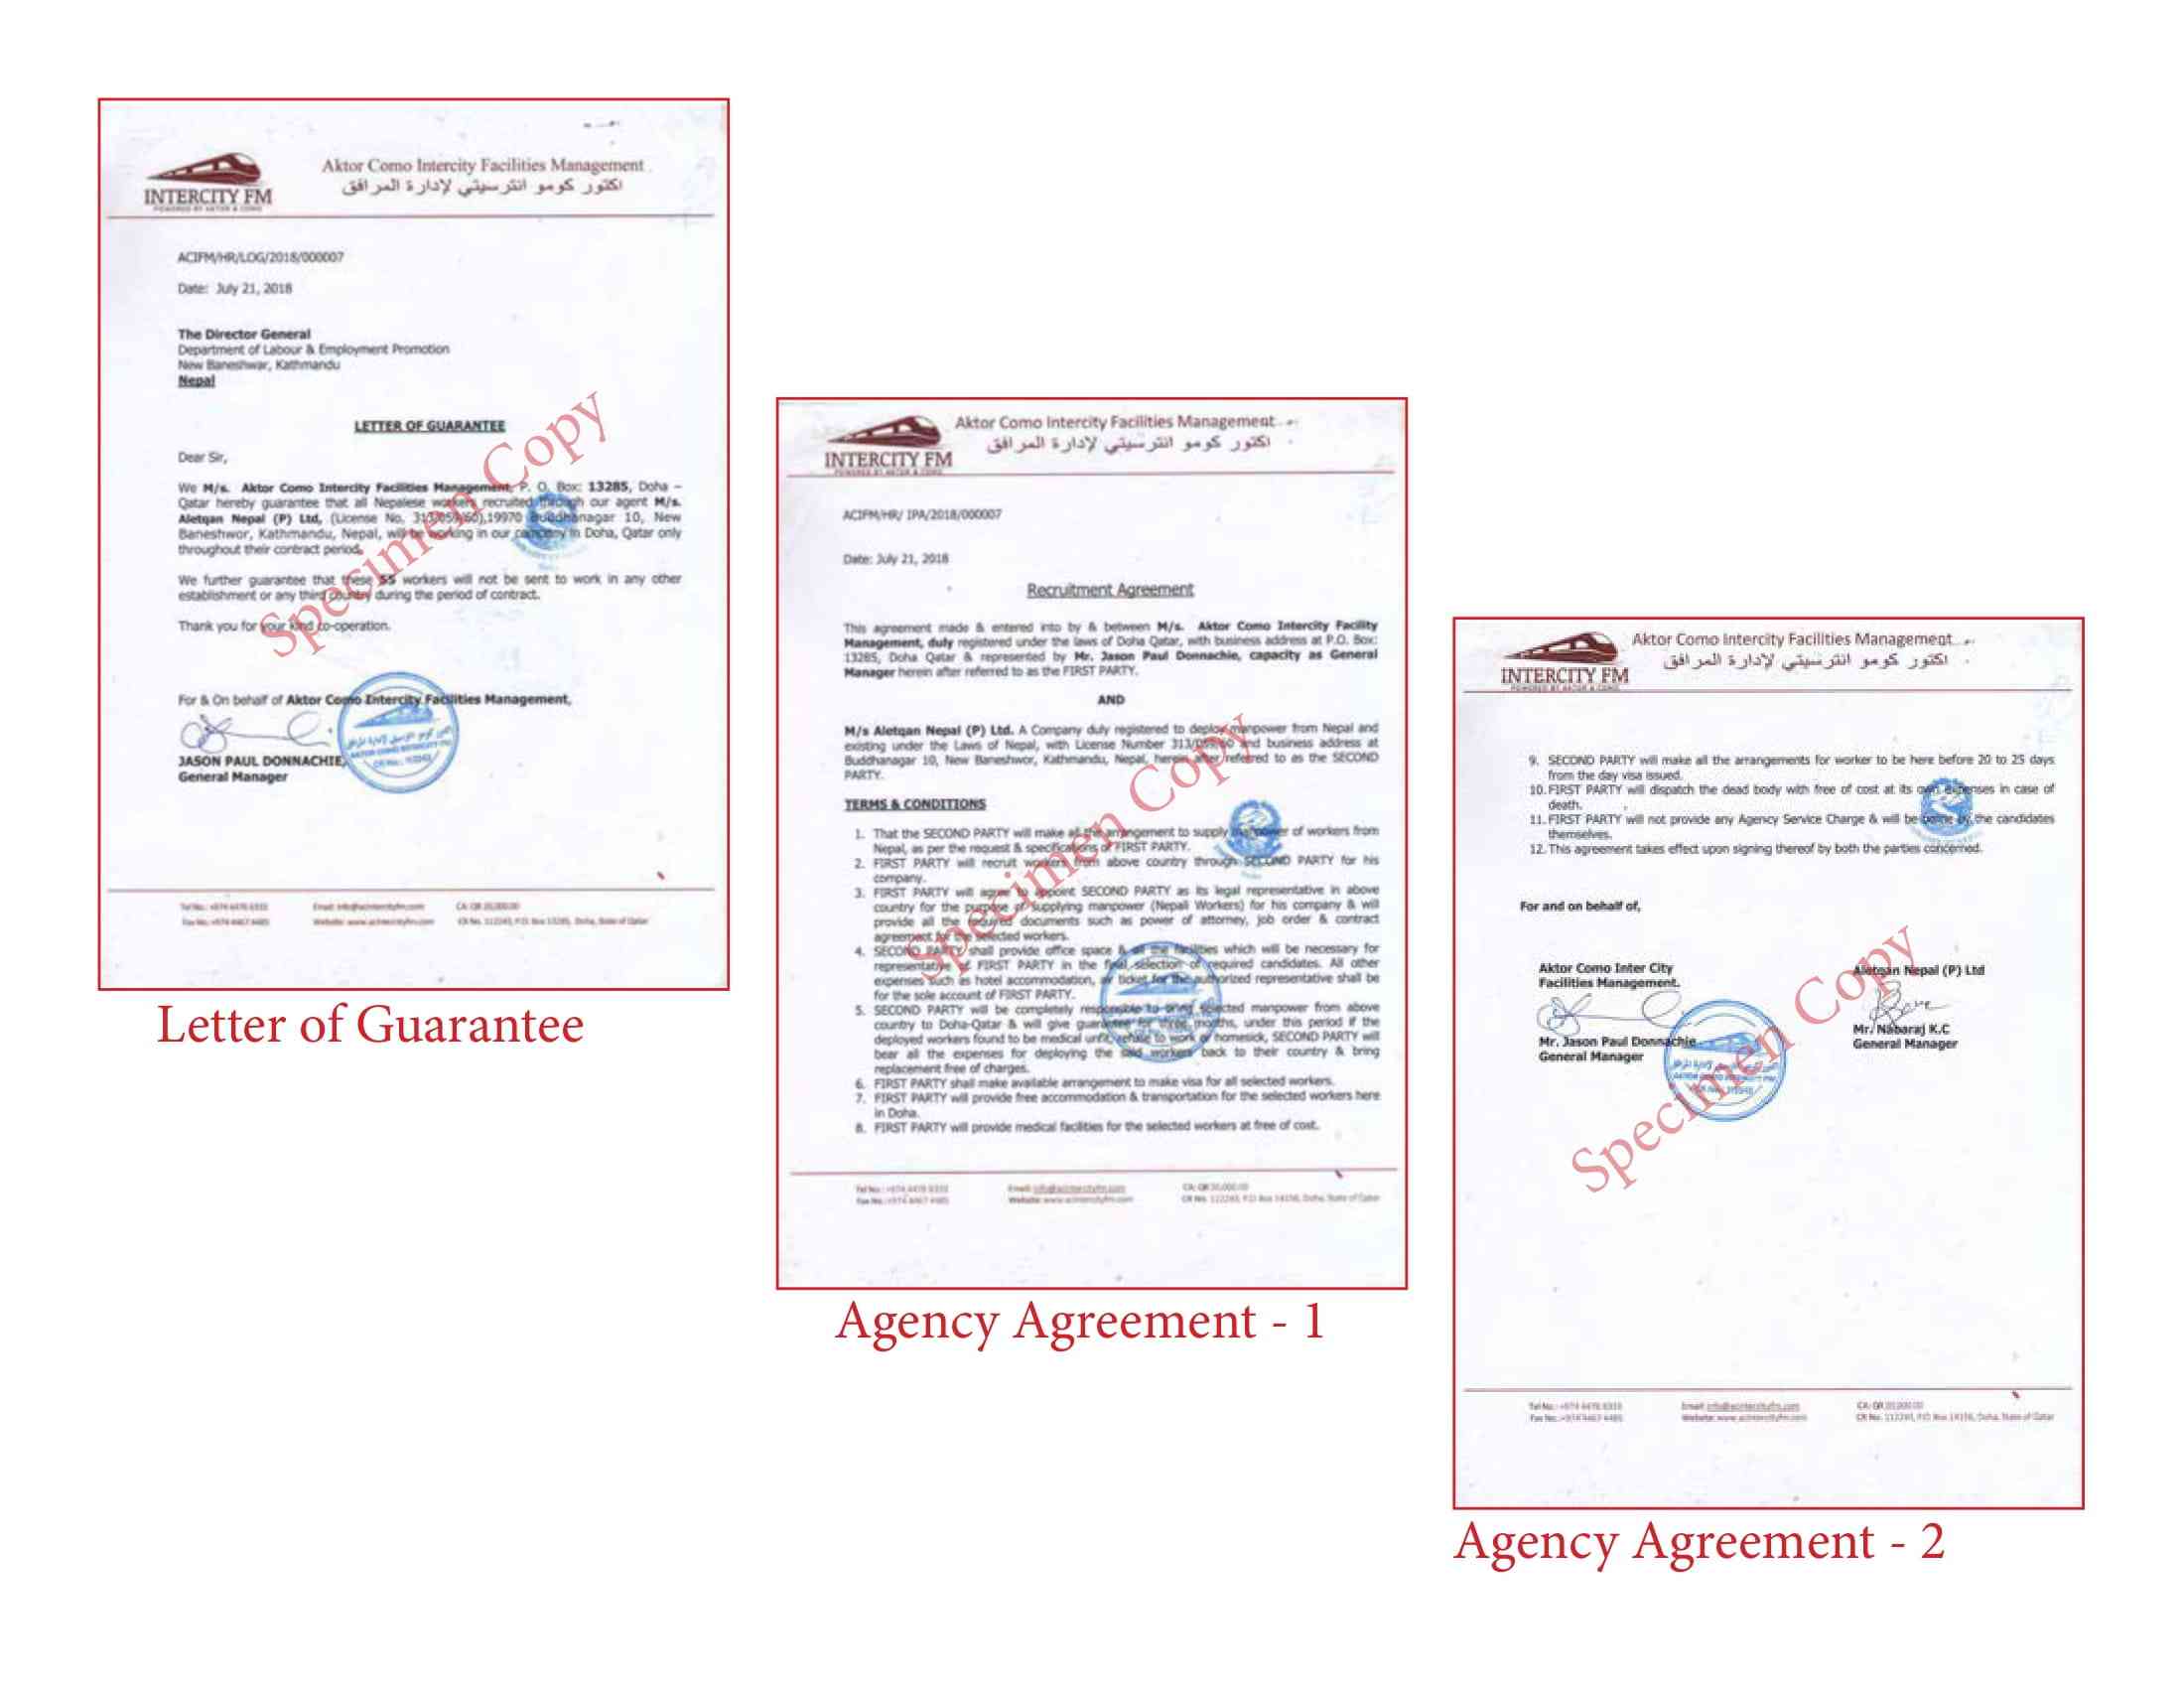 INTERCITY FM
POWERED BY AKTOR & COMO
Aktor Como Intercity Facilities Management
اكتور كومو انترسيتي لإدارة المرافق
ACIFM/HR/LOG/2018/000007
Date: July 21, 2018
The Director General
Department of Labour & Employment Promotion
New Baneshwar, Kathmandu
Nepal
LETTER OF GUARANTEE
Dear Sir,
We M/s. Aktor Como Intercity Facilities Management, P. O. Box: 13285, Doha –
Qatar hereby guarantee that all Nepalese workers recruited through our agent M/s.
Aletqan Nepal (P) Ltd, (License No. 313/059/60),19970 Buddhanagar 10, New
Baneshwor, Kathmandu, Nepal, will be working in our company in Doha, Qatar only
throughout their contract period.
We further guarantee that these 55 workers will not be sent to work in any other
establishment or any third country during the period of contract.
Thank you for your kind co-operation.
For & On behalf of Aktor Como Intercity Facilities Management,
JASON PAUL DONNACHIE,
General Manager
Specimen Copy
Letter of Guarantee
INTERCITY FM
POWERED BY AKTOR & COMO
Aktor Como Intercity Facilities Management
اكتور كومو انترسيتي لإدارة المرافق
ACIFM/HR/ IPA/2018/000007
Date: July 21, 2018
Recruitment Agreement
This agreement made & entered into by & between M/s. Aktor Como Intercity Facility
Management, duly registered under the laws of Doha Qatar, with business address at P.O. Box:
13285, Doha Qatar & represented by Mr. Jason Paul Donnachie, capacity as General
Manager herein after referred to as the FIRST PARTY.
AND
M/s Aletqan Nepal (P) Ltd. A Company duly registered to deploy manpower from Nepal and
existing under the Laws of Nepal, with License Number 313/059/60 and business address at
Buddhanagar 10, New Baneshwor, Kathmandu, Nepal, herein after referred to as the SECOND
PARTY.
TERMS & CONDITIONS
1. That the SECOND PARTY will make all the arrangement to supply manpower of workers from
Nepal, as per the request & specifications of FIRST PARTY.
2. FIRST PARTY will recruit workers from above country through SECOND PARTY for his
company.
3. FIRST PARTY will agree to appoint SECOND PARTY as its legal representative in above
country for the purpose of supplying manpower (Nepali Workers) for his company & will
provide all the required documents such as power of attorney, job order & contract
agreement for the selected workers.
4. SECOND PARTY shall provide office space & all the facilities which will be necessary for
representative of FIRST PARTY in the final selection of required candidates. All other
expenses such as hotel accommodation, air ticket for the authorized representative shall be
for the sole account of FIRST PARTY.
5. SECOND PARTY will be completely responsible to bring selected manpower from above
country to Doha-Qatar & will give guarantee for three months, under this period if the
deployed workers found to be medical unfit, refuse to work or homesick, SECOND PARTY will
bear all the expenses for deploying the said workers back to their country & bring
replacement free of charges.
6. FIRST PARTY shall make available arrangement to make visa for all selected workers.
7. FIRST PARTY will provide free accommodation & transportation for the selected workers here
in Doha.
8. FIRST PARTY will provide medical facilities for the selected workers at free of cost.
Specimen Copy
Agency Agreement - 1
INTERCITY FM
POWERED BY AKTOR & COMO
Aktor Como Intercity Facilities Management
اكتور كومو انترسيتي لإدارة المرافق
9. SECOND PARTY will make all the arrangements for worker to be here before 20 to 25 days
from the day visa issued.
10. FIRST PARTY will dispatch the dead body with free of cost at its own expenses in case of
death.
11. FIRST PARTY will not provide any Agency Service Charge & will be borne by the candidates
themselves.
12. This agreement takes effect upon signing thereof by both the parties concerned.
For and on behalf of,
Aktor Como Inter City
Facilities Management.
Mr. Jason Paul Donnachie
General Manager
Aletqan Nepal (P) Ltd
Mr. Nabaraj K.C
General Manager
Specimen Copy
Agency Agreement - 2